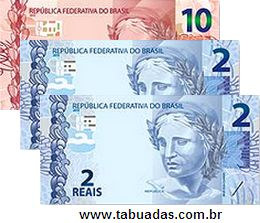 REPÚBLICA FEDERATIVA DO BRASIL 10
REPÚBLICA FEDERATIVA DO BRASIL 2
REPÚBLICA FEDERATIVA DO BRASIL 2
2
REAIS
www.tabuadas.com.br